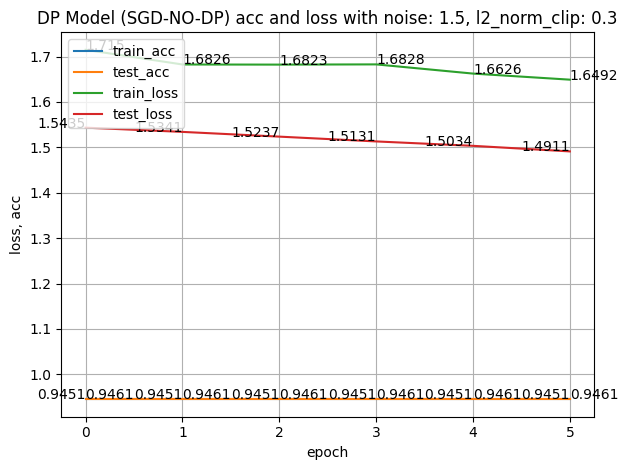 DP Model (SGD-NO-DP) acc and loss with noise: 1.5, l2_norm_clip: 0.3
train_acc
test_acc
train_loss
test_loss
1.715 1.6826 1.6823 1.6828 1.6626 1.6492
1.5435 1.5341 1.5237 1.5131 1.5034 1.4911
0.9451 0.9461 0.9451 0.9461 0.9451 0.9461 0.9451 0.9461 0.9451 0.9461 0.9451 0.9461
1.7
1.6
1.5
1.4
1.3
1.2
1.1
1.0
loss, acc
0 1 2 3 4 5
epoch